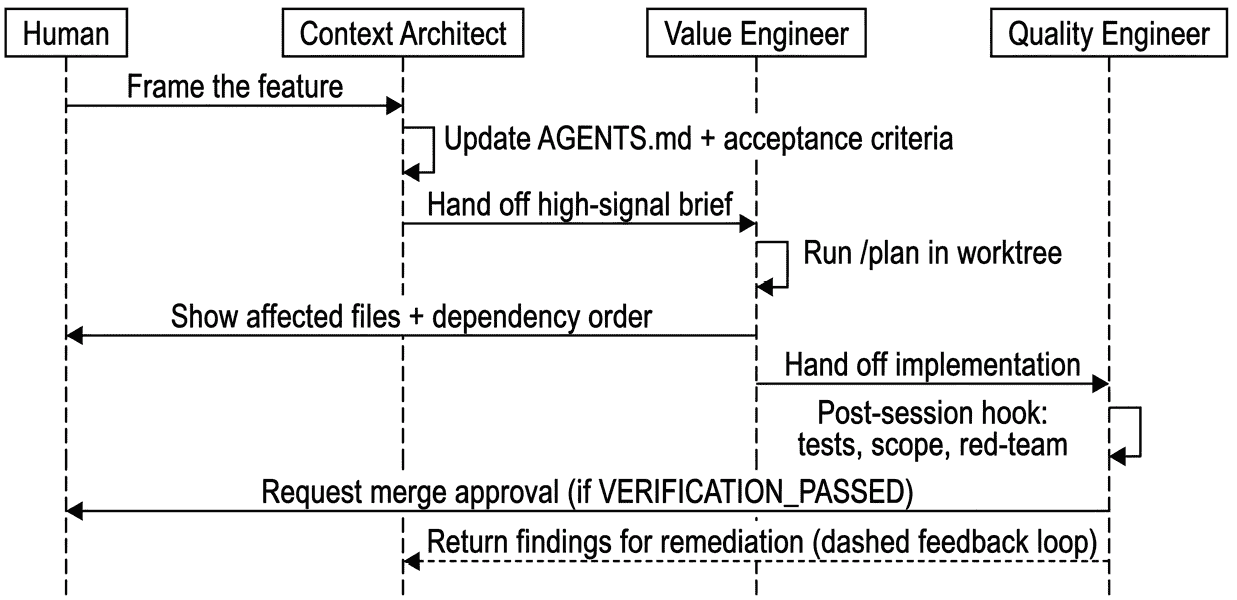 Human
Context Architect
Value Engineer
Quality Engineer
Frame the feature
Update AGENTS.md + acceptance criteria
Hand off high-signal brief
Run /plan in worktree
Show affected files + dependency order
Hand off implementation
Post-session hook:
tests, scope, red-team
Request merge approval (if VERIFICATION_PASSED)
Return findings for remediation (dashed feedback loop)